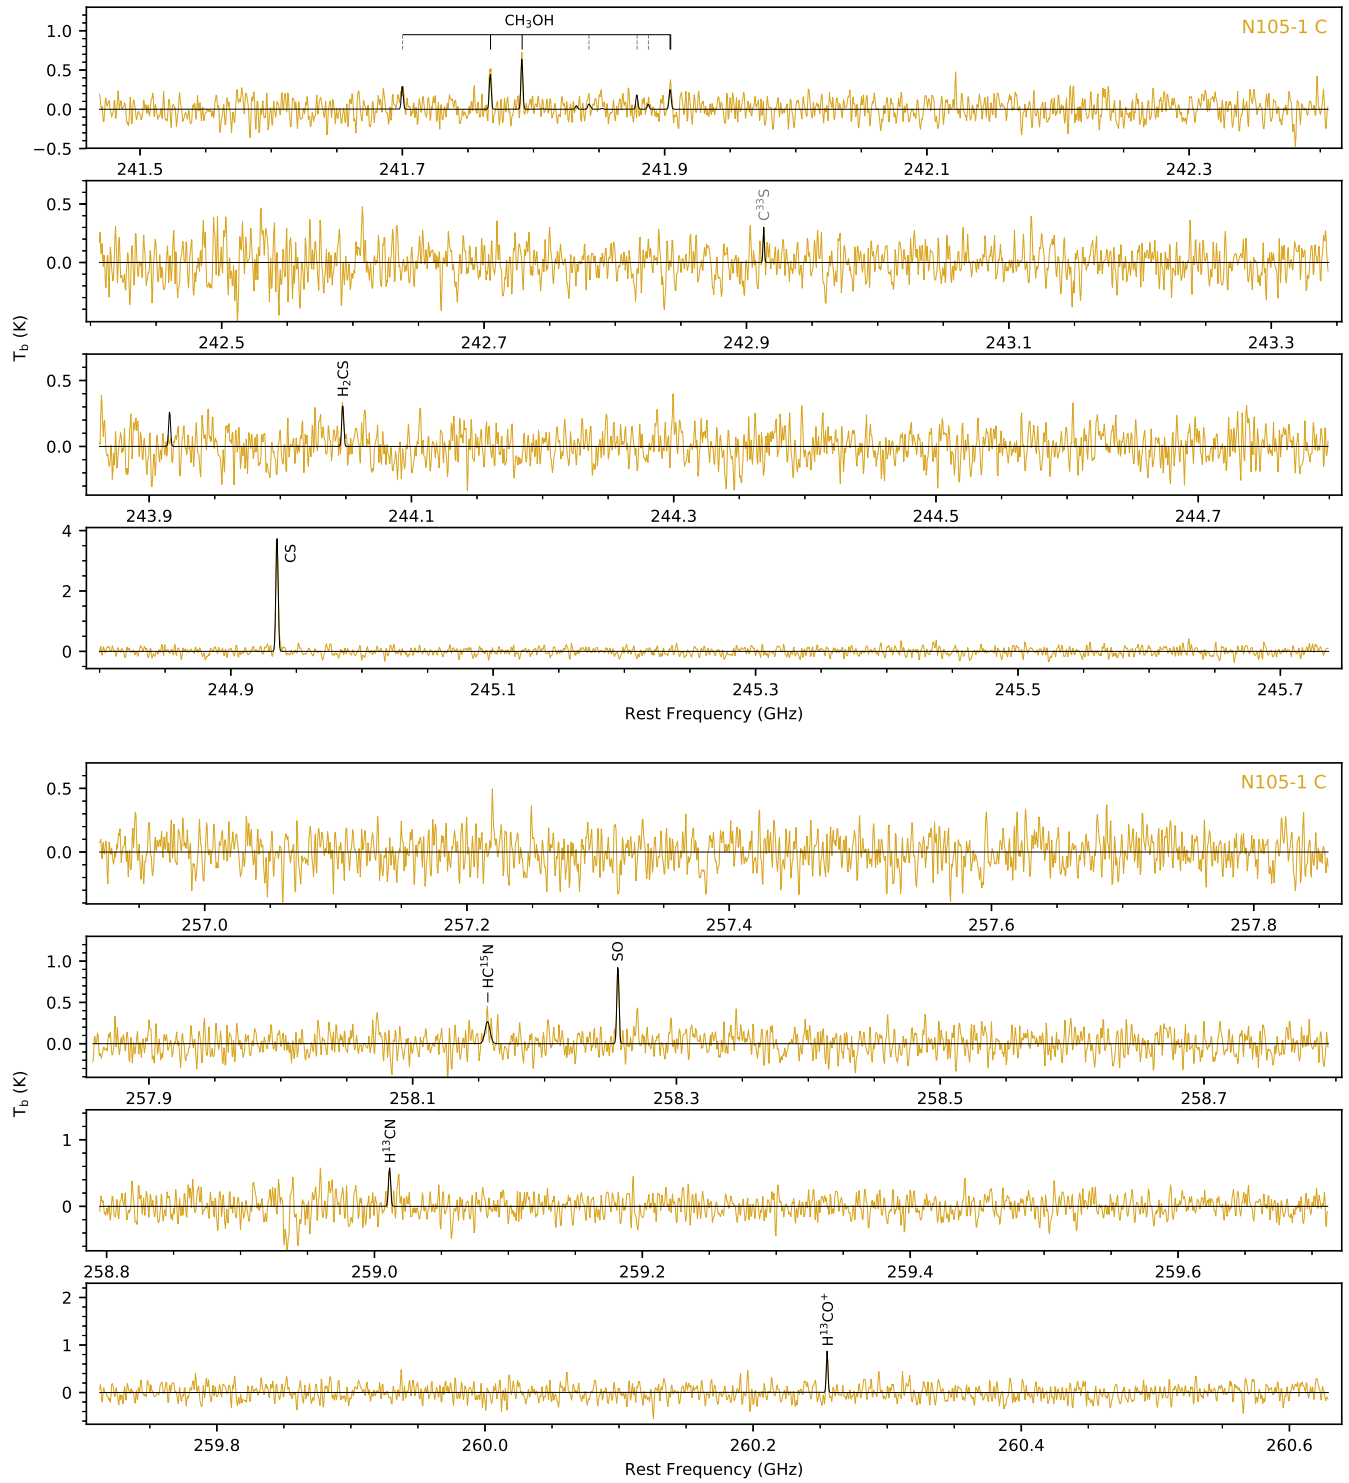 CH₃OH
N105-1 C
1.0
0.5
0.0
−0.5
241.5 241.7 241.9 242.1 242.3
C³³S
0.5
0.0
242.5 242.7 242.9 243.1 243.3
H₂CS
0.5
0.0
243.9 244.1 244.3 244.5 244.7
CS
4
2
0
244.9 245.1 245.3 245.5 245.7
T_b (K)
Rest Frequency (GHz)
N105-1 C
0.5
0.0
257.0 257.2 257.4 257.6 257.8
HC¹⁵N
SO
1.0
0.5
0.0
257.9 258.1 258.3 258.5 258.7
H¹³CN
1
0
258.8 259.0 259.2 259.4 259.6
H¹³CO⁺
2
1
0
259.8 260.0 260.2 260.4 260.6
T_b (K)
Rest Frequency (GHz)